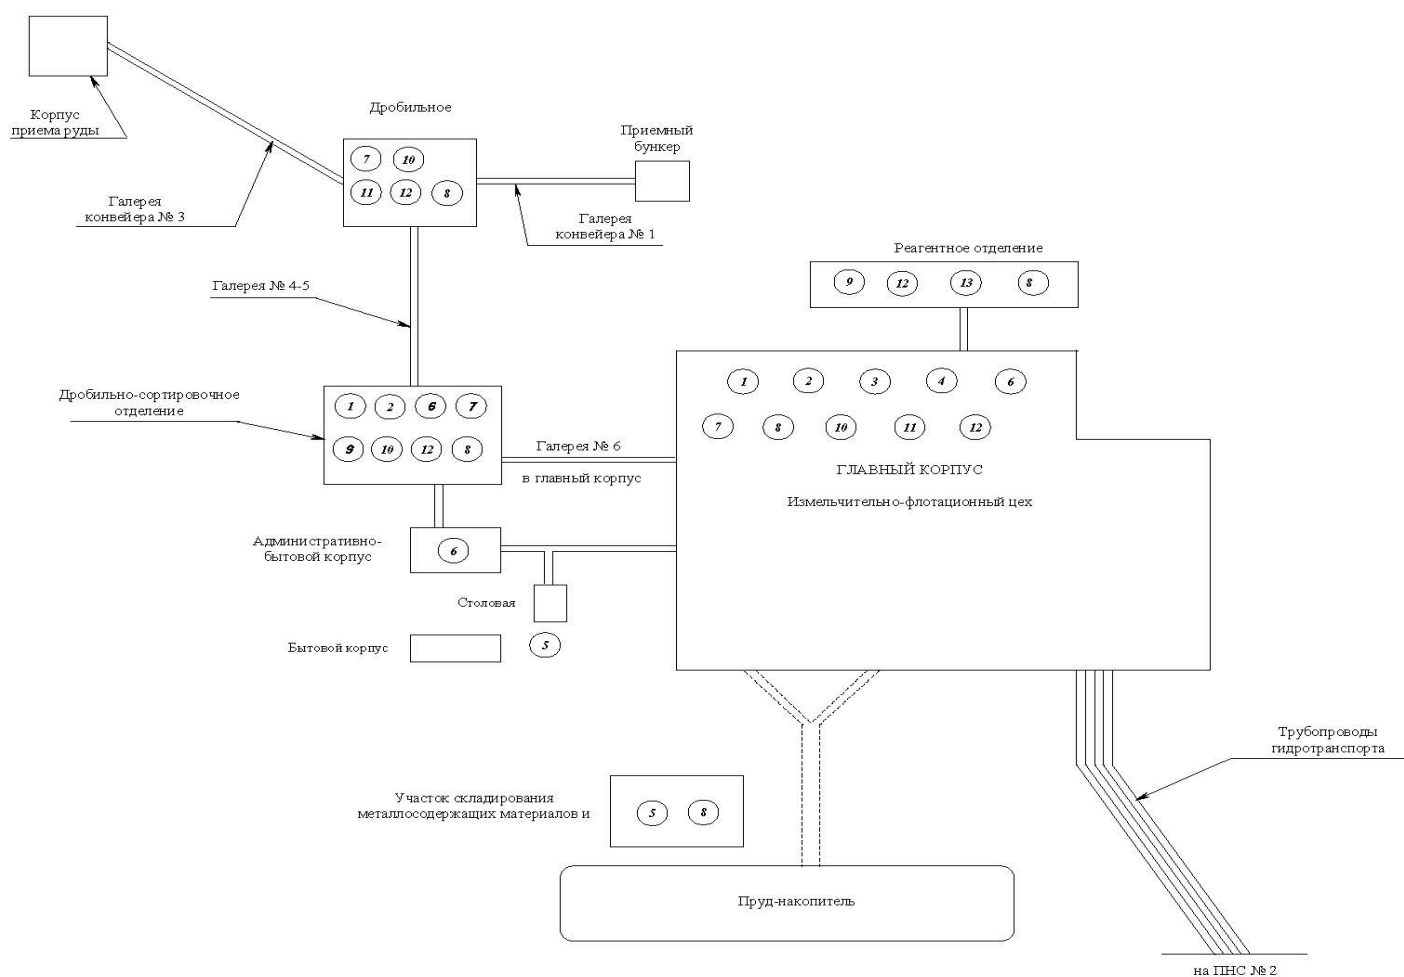 Корпус
приема руды
Дробильное
7 10
11 12 8
Приемный
бункер
Галерея
конвейера № 3
Галерея
конвейера № 1
Реагентное отделение
9 12 13 8
Галерея № 4-5
Дробильно-сортировочное
отделение
1 2 6 7
9 10 12 8
Галерея № 6
в главный корпус
1 2 3 4 6
7 8 10 11 12
ГЛАВНЫЙ КОРПУС
Измельчительно-флотационный цех
Административно-
бытовой корпус
6
Столовая
Бытовой корпус
5
Трубопроводы
гидротранспорта
Участок складирования
металлосодержащих материалов и
5 8
Пруд-накопитель
на ПНС № 2